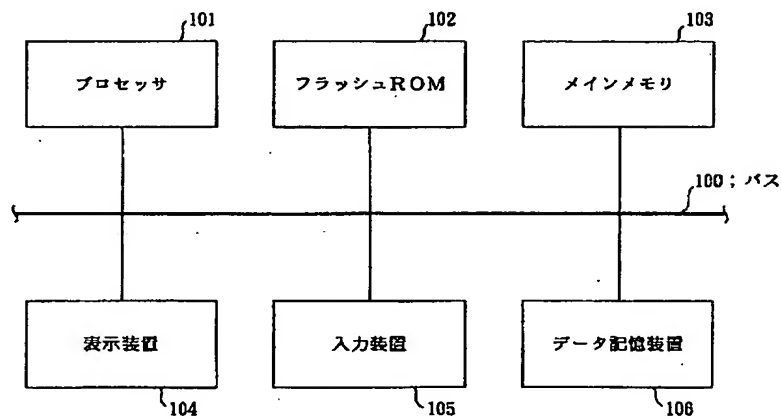 101
102
103
プロセッサ
フラッシュROM
メインメモリ
100；バス
表示装置
入力装置
データ記憶装置
104
105
106